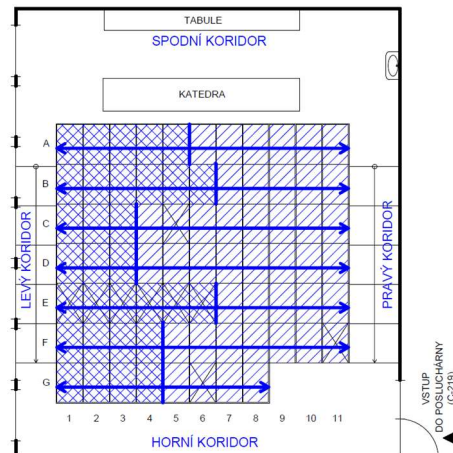 TABULE
SPODNÍ KORIDOR
KATEDRA
A
B
C
D
E
F
G
LEVÝ KORIDOR
PRAVÝ KORIDOR
1 2 3 4 5 6 7 8 9 10 11
HORNÍ KORIDOR
VSTUP
DO POSLUCHÁRNY
(C-219)